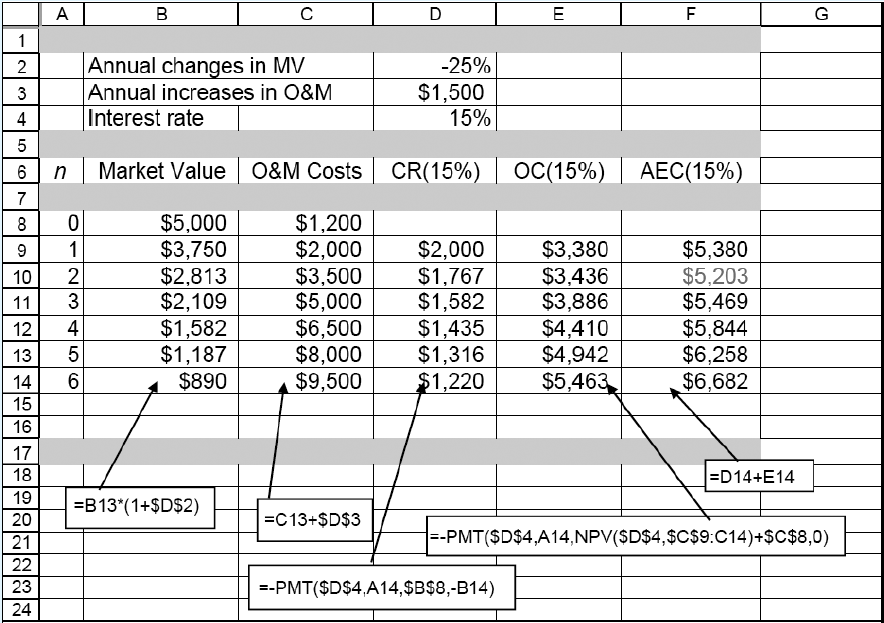 A B C D E F G
1
2 Annual changes in MV -25%
3 Annual increases in O&M $1,500
4 Interest rate 15%
5
6 n Market Value O&M Costs CR(15%) OC(15%) AEC(15%)
7
8 0 $5,000 $1,200
9 1 $3,750 $2,000 $2,000 $3,380 $5,380
10 2 $2,813 $3,500 $1,767 $3,436 $5,203
11 3 $2,109 $5,000 $1,582 $3,886 $5,469
12 4 $1,582 $6,500 $1,435 $4,410 $5,844
13 5 $1,187 $8,000 $1,316 $4,942 $6,258
14 6 $890 $9,500 $1,220 $5,463 $6,682
15
16
17
18
=D14+E14
19
=B13*(1+$D$2)
20
=C13+$D$3
21
=-PMT($D$4,A14,NPV($D$4,$C$9:C14)+$C$8,0)
22
23
=-PMT($D$4,A14,$B$8,-B14)
24